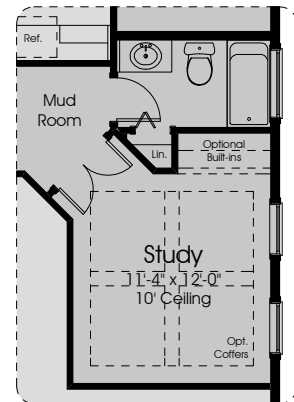 Ref.
Mud
Room
Lin.
Optional
Built-ins
Study
11'-4" x 12'-0"
10' Ceiling
Opt.
Coffers